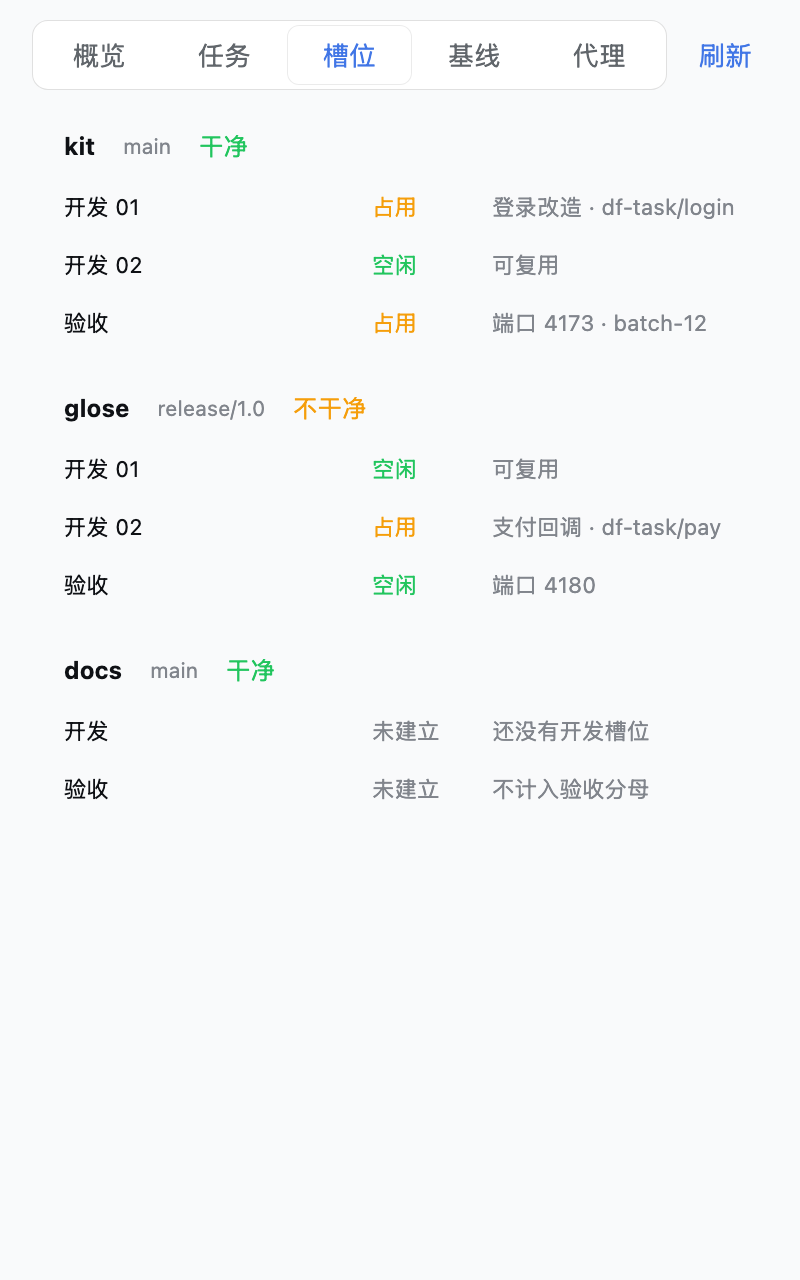 概览 任务 槽位 基线 代理 刷新
kit main 干净
开发 01 占用 登录改造 · df-task/login
开发 02 空闲 可复用
验收 占用 端口 4173 · batch-12
glose release/1.0 不干净
开发 01 空闲 可复用
开发 02 占用 支付回调 · df-task/pay
验收 空闲 端口 4180
docs main 干净
开发 未建立 还没有开发槽位
验收 未建立 不计入验收分母